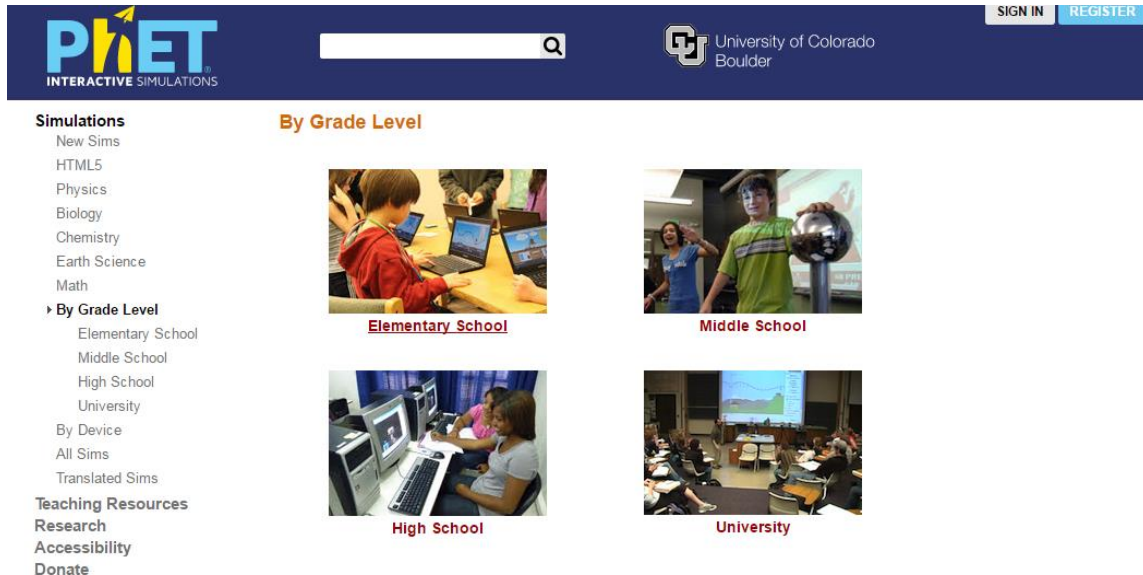 SIGN IN
REGISTER
PhET
INTERACTIVE SIMULATIONS
University of Colorado
Boulder
Simulations
New Sims
HTML5
Physics
Biology
Chemistry
Earth Science
Math
By Grade Level
Elementary School
Middle School
High School
University
By Device
All Sims
Translated Sims
Teaching Resources
Research
Accessibility
Donate
By Grade Level
Elementary School
Middle School
High School
University